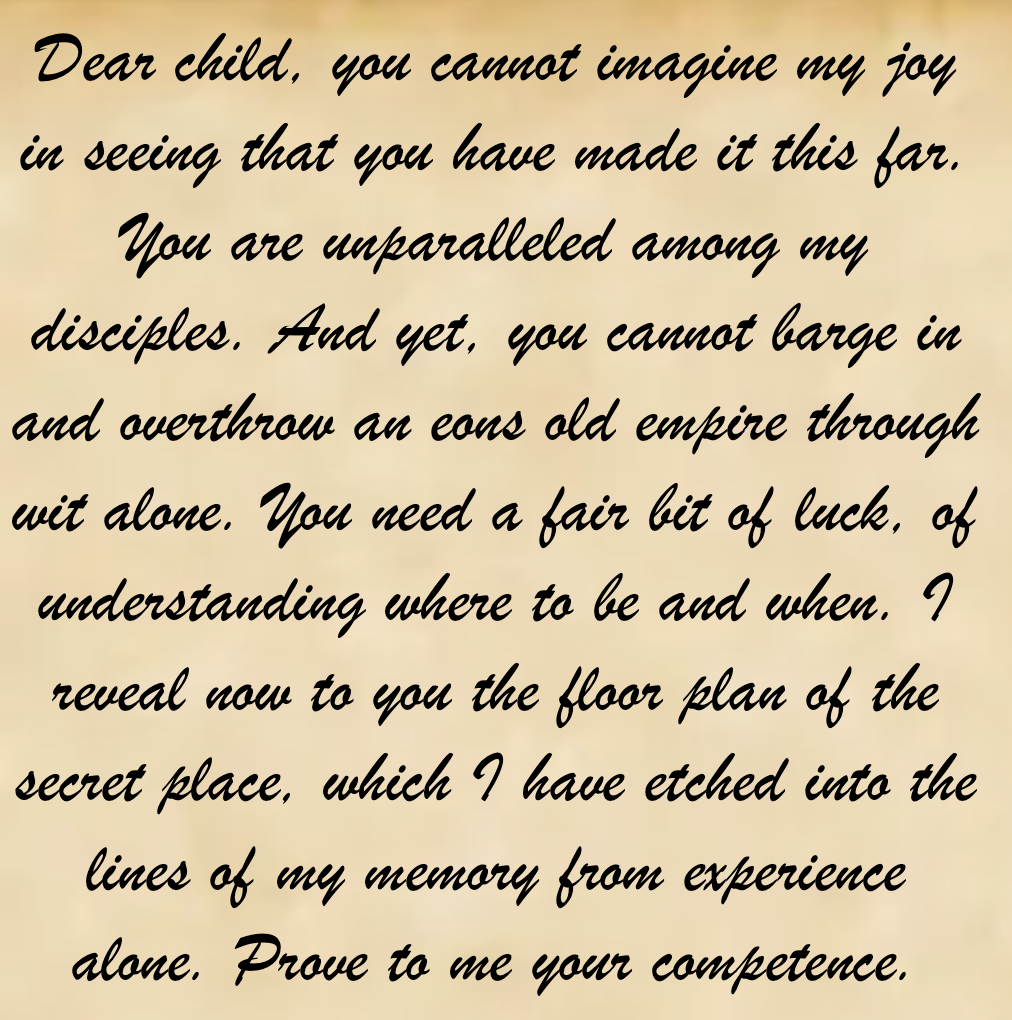 Dear child, you cannot imagine my joy
in seeing that you have made it this far.
You are unparalleled among my
disciples. And yet, you cannot barge in
and overthrow an eons old empire through
wit alone. You need a fair bit of luck, of
understanding where to be and when. I
reveal now to you the floor plan of the
secret place, which I have etched into the
lines of my memory from experience
alone. Prove to me your competence.